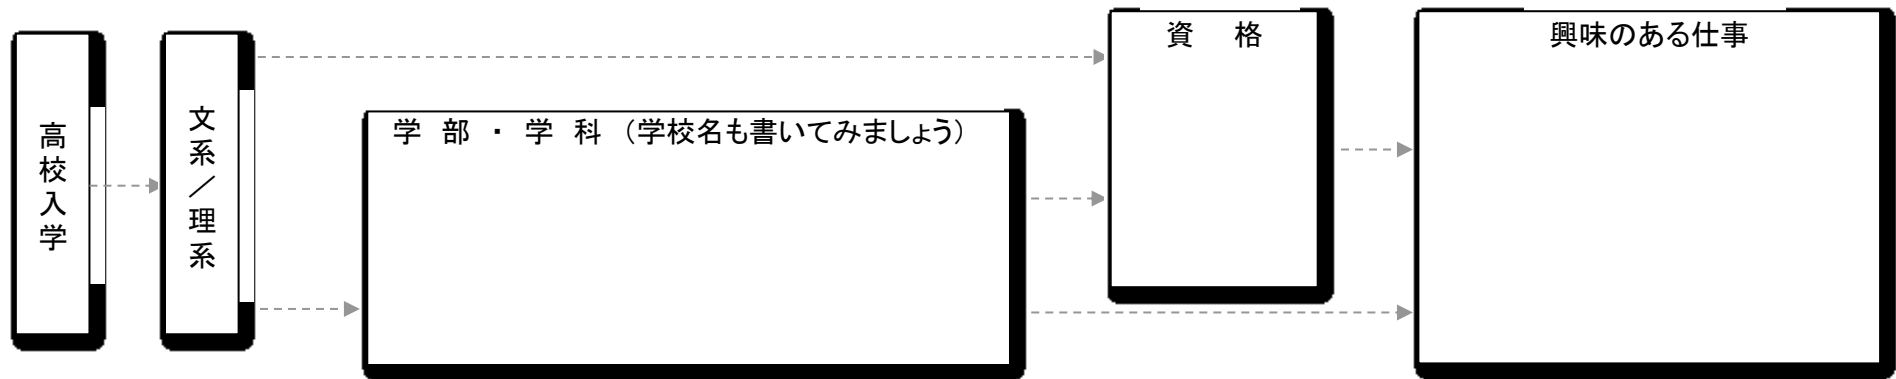 高校入学
文系／理系
学 部 ・ 学 科 （学校名も書いてみましょう）
資 格
興味のある仕事